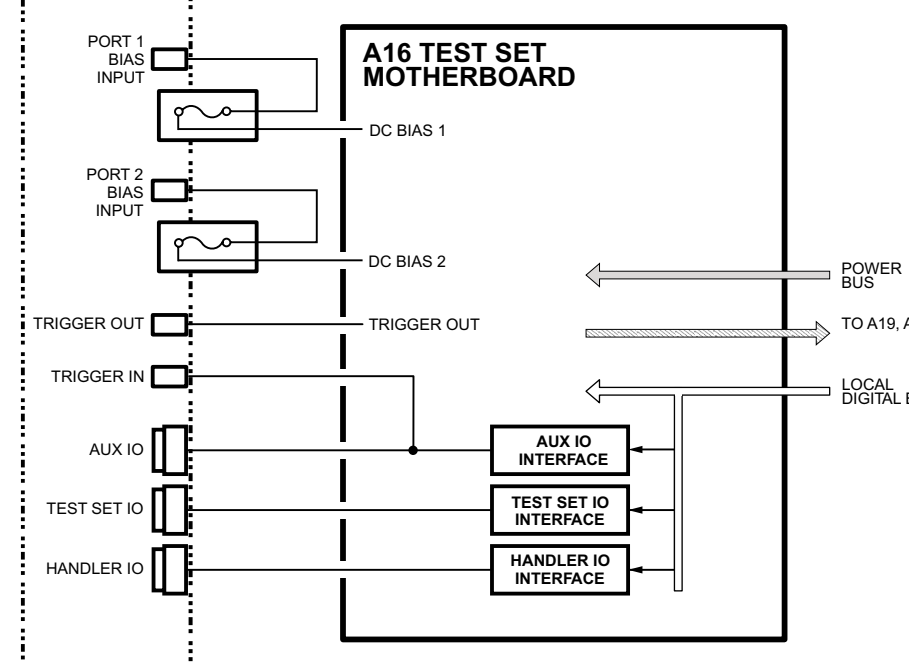 PORT 1
BIAS
INPUT
A16 TEST SET
MOTHERBOARD
DC BIAS 1
PORT 2
BIAS
INPUT
DC BIAS 2
POWER
BUS
TRIGGER OUT
TRIGGER OUT
TO A19, A
TRIGGER IN
LOCAL
DIGITAL
AUX IO
AUX IO
INTERFACE
TEST SET IO
TEST SET IO
INTERFACE
HANDLER IO
HANDLER IO
INTERFACE